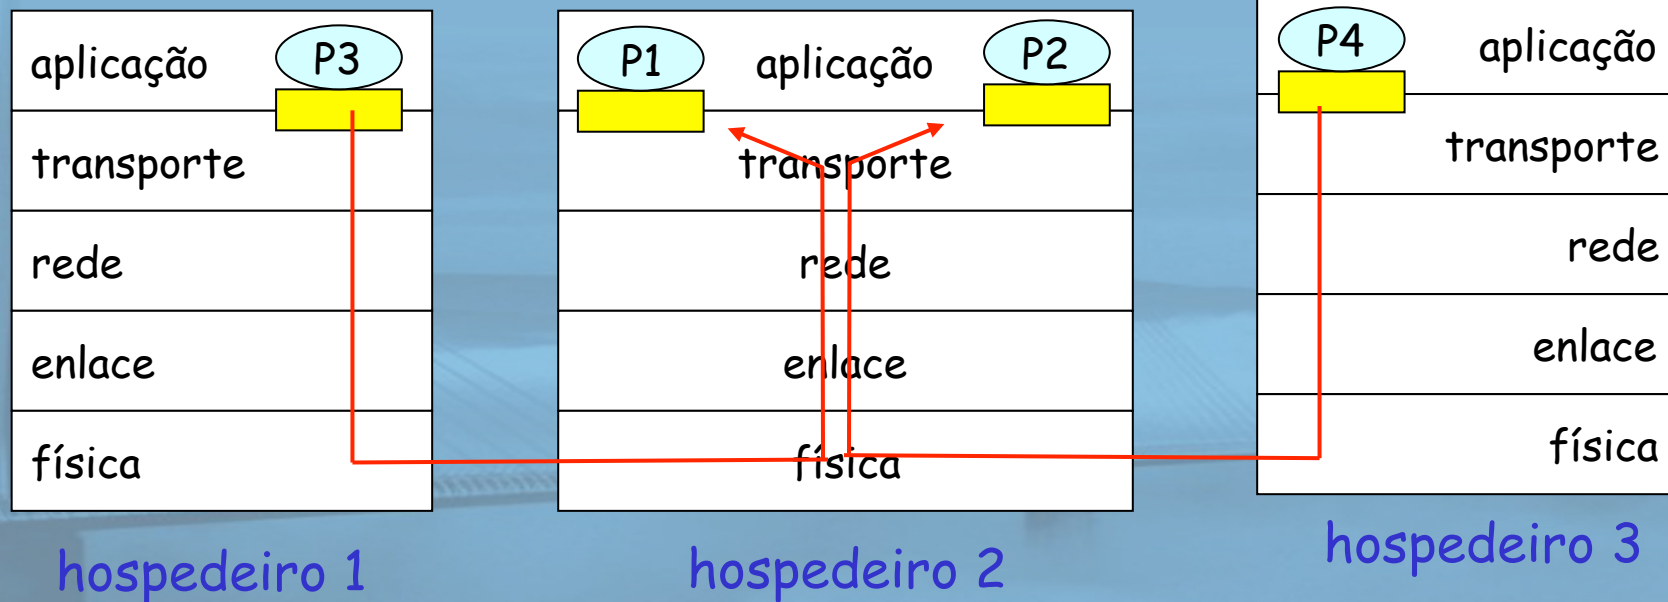 aplicação P3
transporte
rede
enlace
física
hospedeiro 1
P1 aplicação P2
transporte
rede
enlace
física
hospedeiro 2
P4 aplicação
transporte
rede
enlace
física
hospedeiro 3